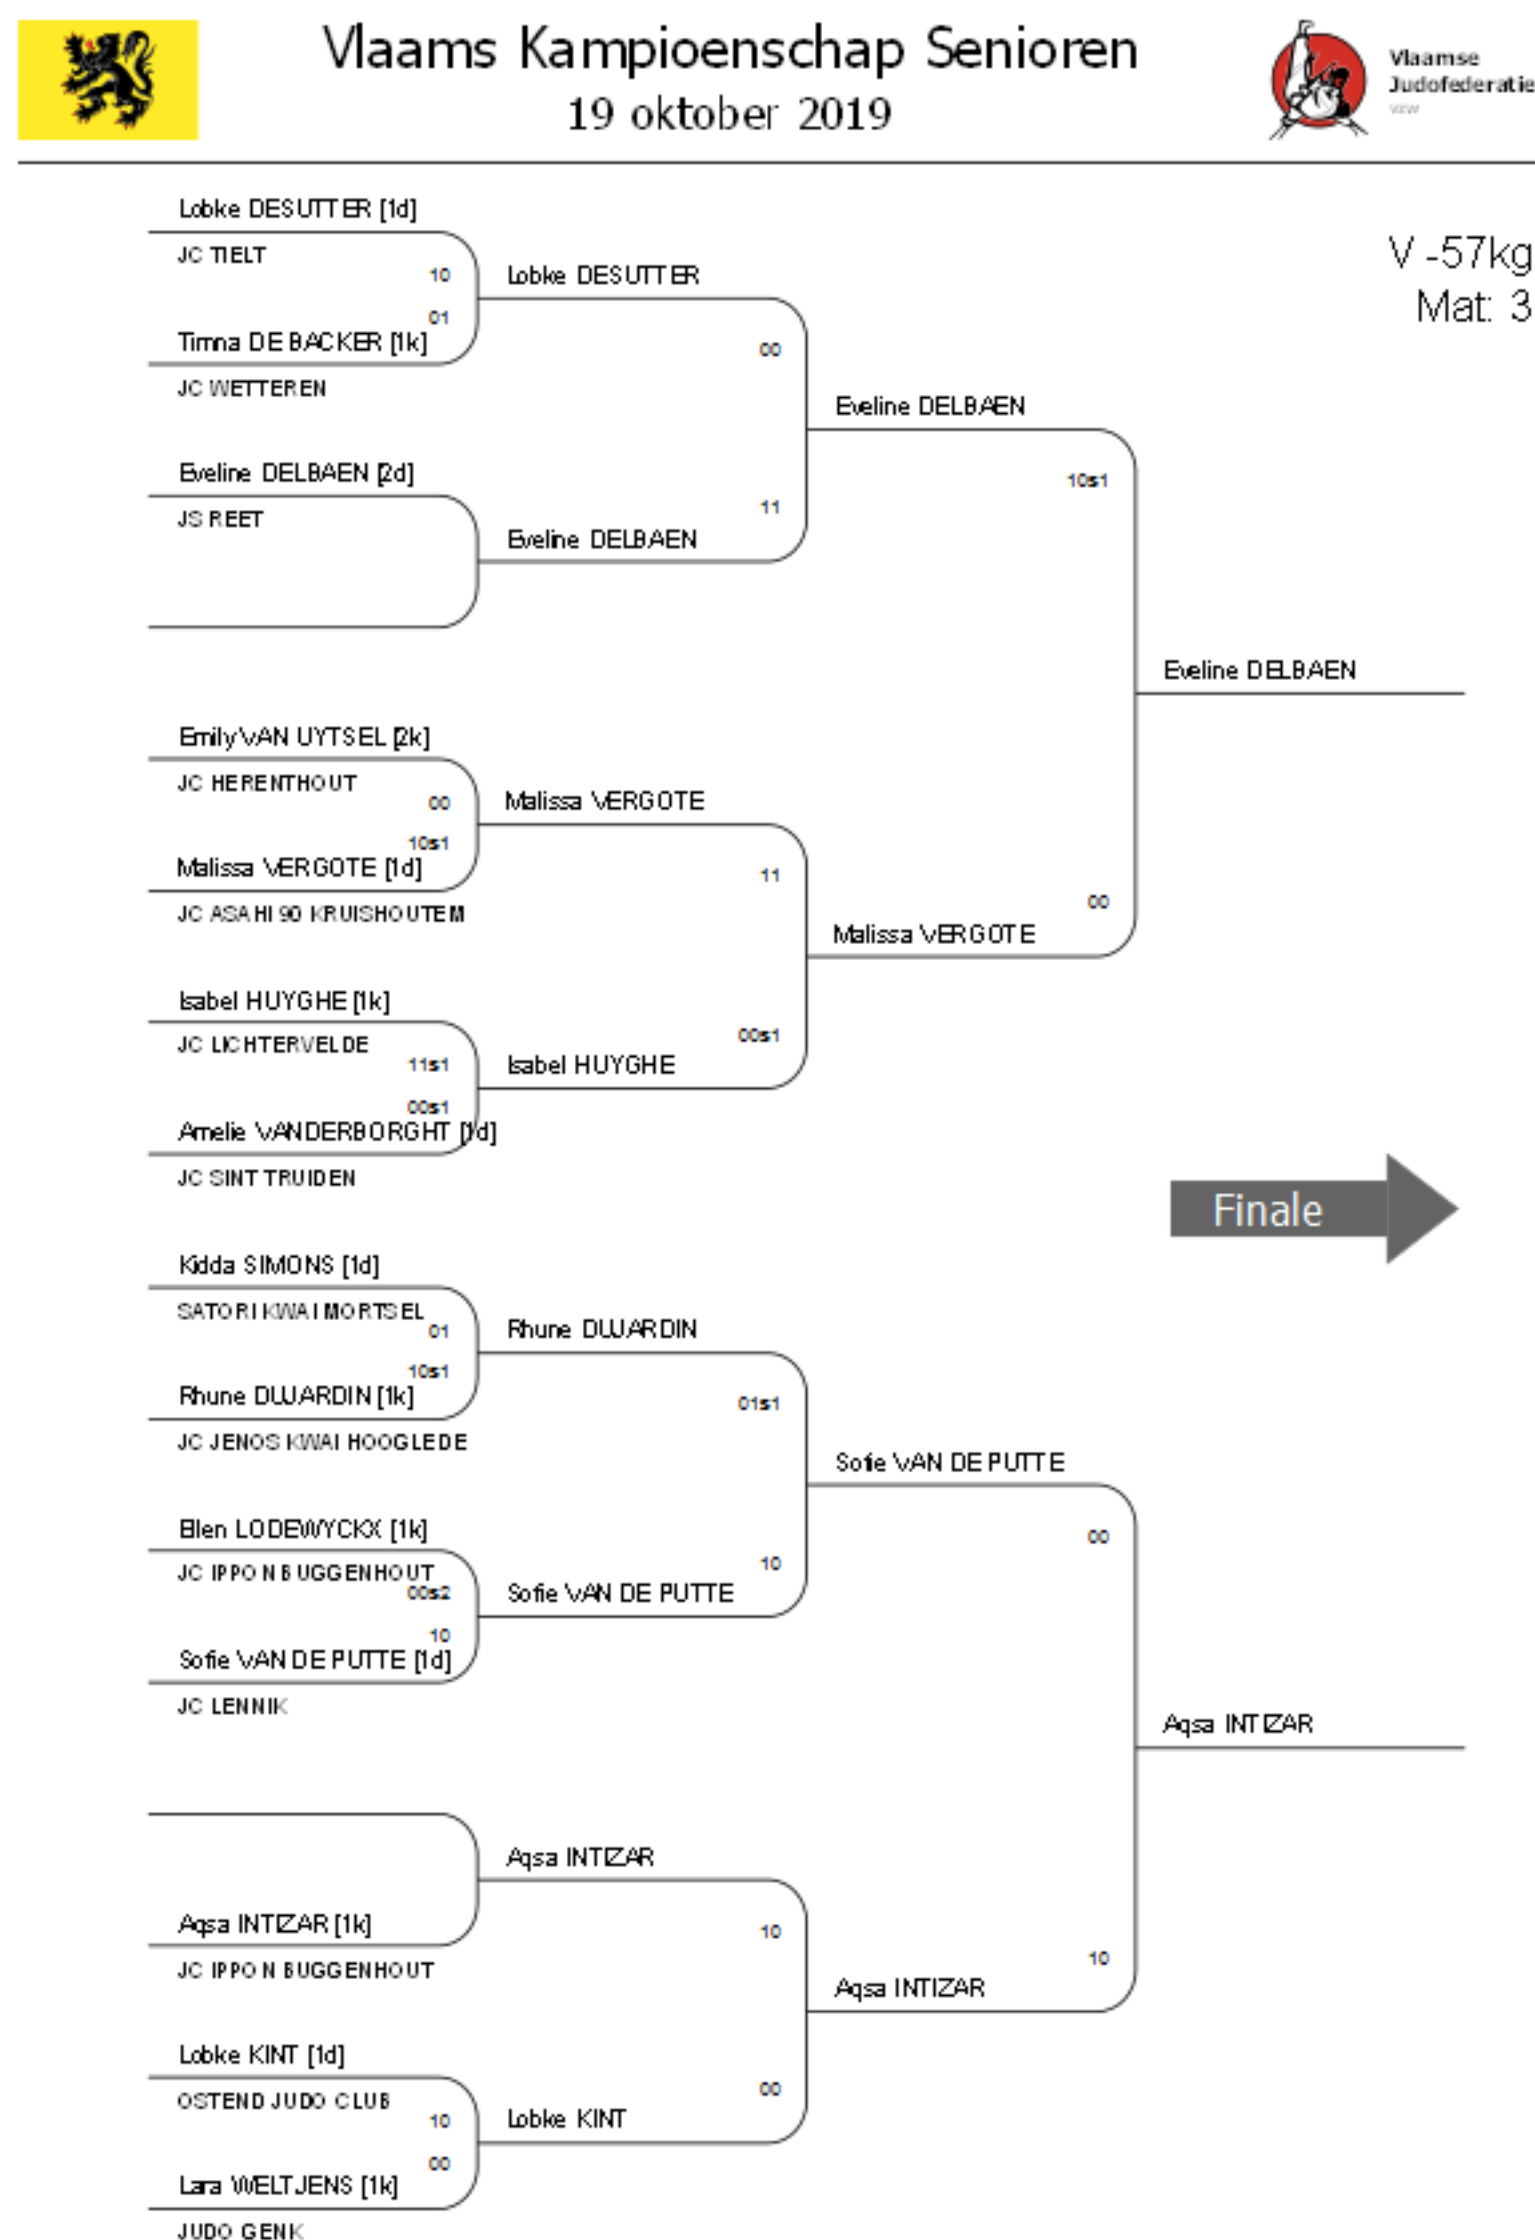 Vlaams Kampioenschap Senioren
19 oktober 2019
Vlaamse
Judofederatie
vzw
V -57kg
Mat: 3
Lobke DESUTTER [1d]
JC TIELT
10
01
Timna DE BACKER [1k]
JC WETTEREN
Lobke DESUTTER
00
Eveline DELBAEN [2d]
JS REET
Eveline DELBAEN
11
Eveline DELBAEN
10s1
Eveline DELBAEN
Emily VAN UYTSEL [2k]
JC HERENTHOUT
00
10s1
Malissa VERGOTE [1d]
JC ASAHI 90 KRUISHOUTEM
Malissa VERGOTE
11
Malissa VERGOTE
00
Isabel HUYGHE [1k]
JC LICHTERVELDE
11s1
00s1
Amelie VANDERBORGHT [1d]
JC SINT TRUIDEN
Isabel HUYGHE
00s1
Finale
Kidda SIMONS [1d]
SATORI KWAI MORTSEL
01
10s1
Rhune DUJARDIN [1k]
JC JENOS KWAI HOOGLEDE
Rhune DUJARDIN
01s1
Sofie VAN DE PUTTE
00
Ellen LODEWYCKX [1k]
JC IPPON BUGGENHOUT
00s2
10
Sofie VAN DE PUTTE [1d]
JC LENNIK
Sofie VAN DE PUTTE
10
Aqsa INTIZAR
Aqsa INTIZAR [1k]
JC IPPON BUGGENHOUT
Aqsa INTIZAR
10
Aqsa INTIZAR
10
Lobke KINT [1d]
OSTEND JUDO CLUB
10
00
Lara WELTJENS [1k]
JUDO GENK
Lobke KINT
00